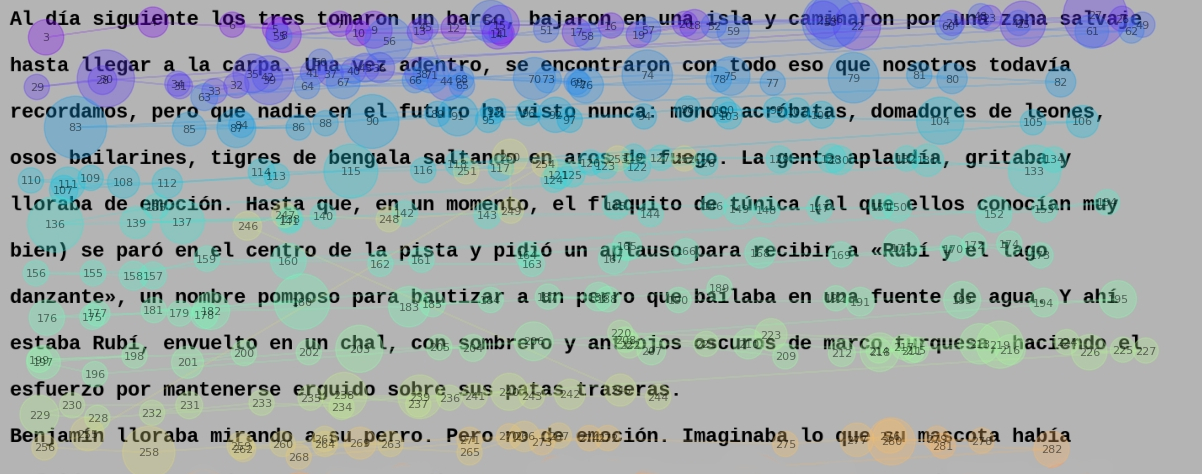 Al día siguiente los tres tomaron un barco, bajaron en una isla y caminaron por una zona salvaje
hasta llegar a la carpa. Una vez adentro, se encontraron con todo eso que nosotros todavía
recordamos, pero que nadie en el futuro ha visto nunca: monos acróbatas, domadores de leones,
osos bailarines, tigres de bengala saltando en aros de fuego. La gente aplaudía, gritaba y
lloraba de emoción. Hasta que, en un momento, el flaquito de túnica (al que ellos conocían muy
bien) se paró en el centro de la pista y pidió un aplauso para recibir a «Rubí y el lago
danzante», un nombre pomposo para bautizar a un perro que bailaba en una fuente de agua. Y ahí
estaba Rubí, envuelto en un chal, con sombrero y anteojos oscuros de marco turquesa, haciendo el
esfuerzo por mantenerse erguido sobre sus patas traseras.
Benjamín lloraba mirando a su perro. Pero no de emoción. Imaginaba lo que su mascota había